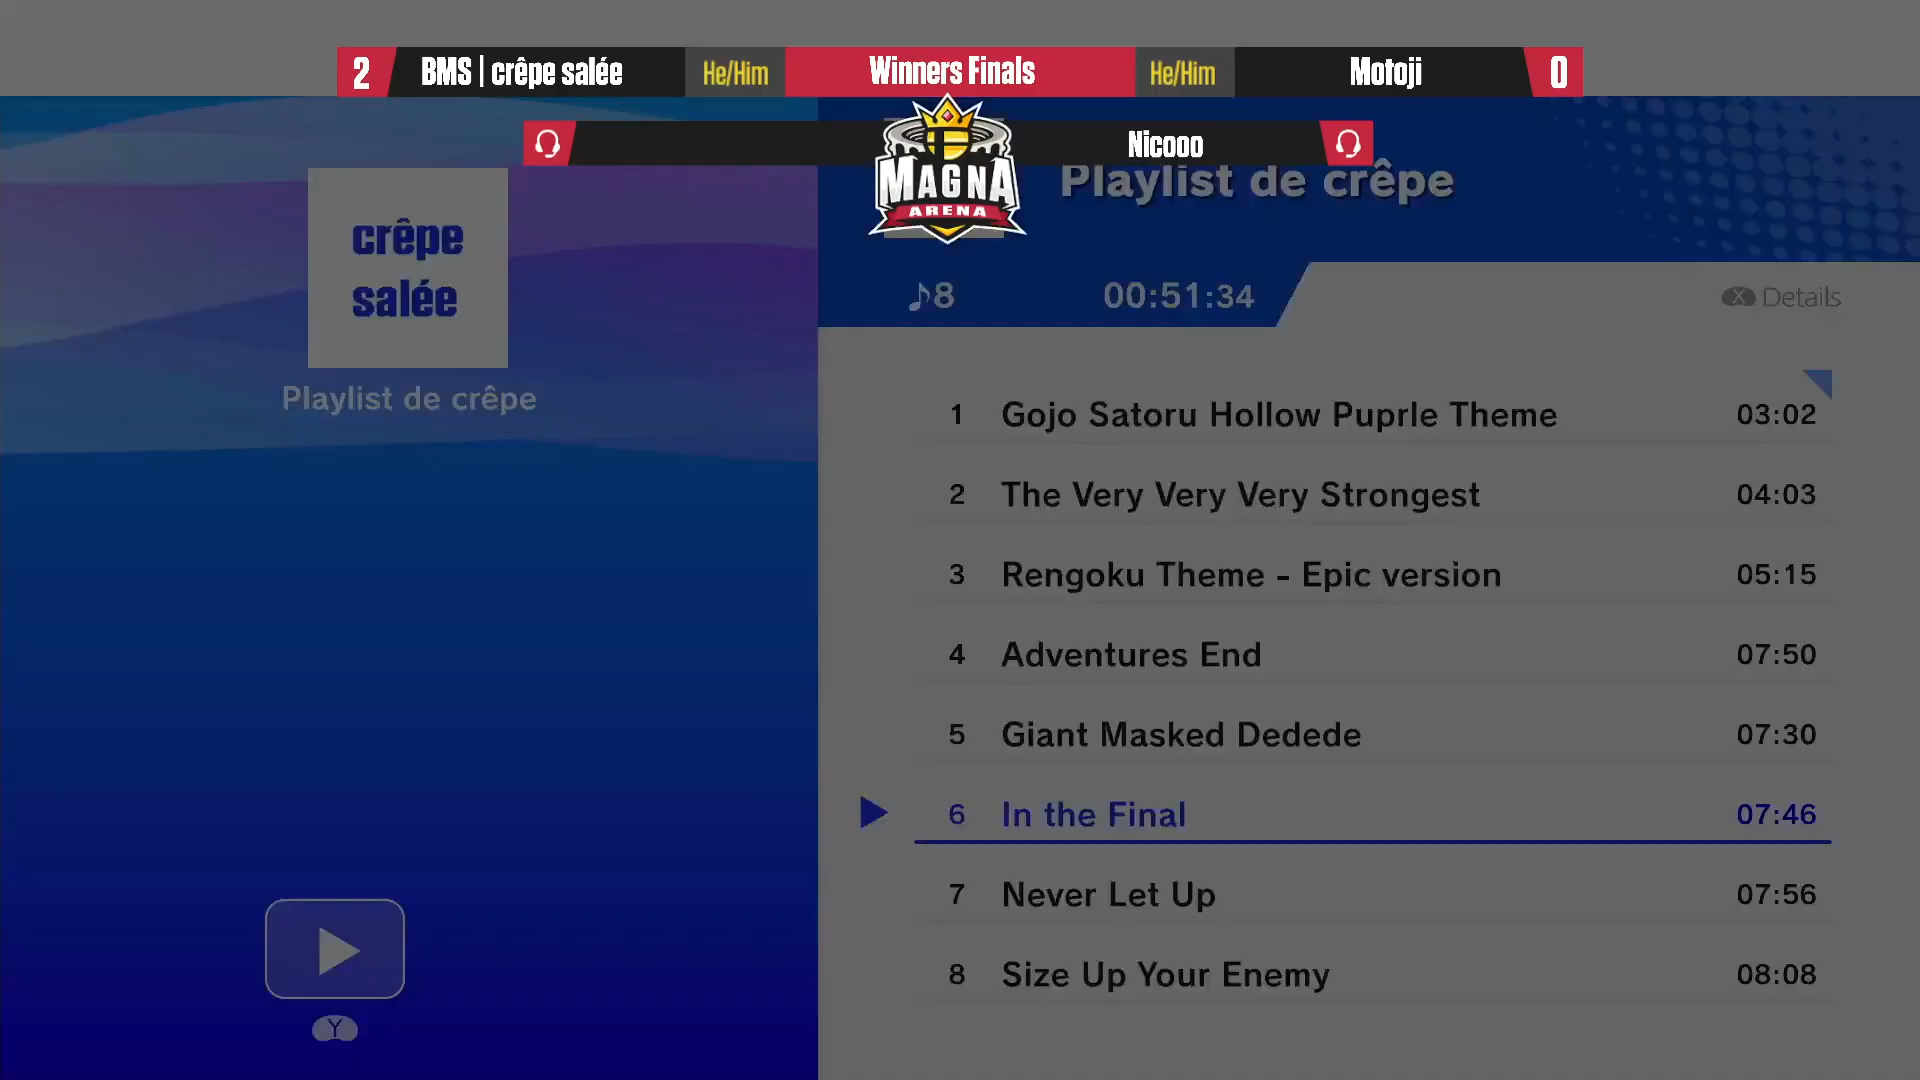 2 BMS | crêpe salée He/Him Winners Finals He/Him Motoji 0
Nicooo
MAGNA
ARENA
Playlist de crêpe
crêpe
salée
Playlist de crêpe
♪8 00:51:34
X Details
1 Gojo Satoru Hollow Puprle Theme 03:02
2 The Very Very Very Strongest 04:03
3 Rengoku Theme - Epic version 05:15
4 Adventures End 07:50
5 Giant Masked Dedede 07:30
6 In the Final 07:46
7 Never Let Up 07:56
8 Size Up Your Enemy 08:08
Y